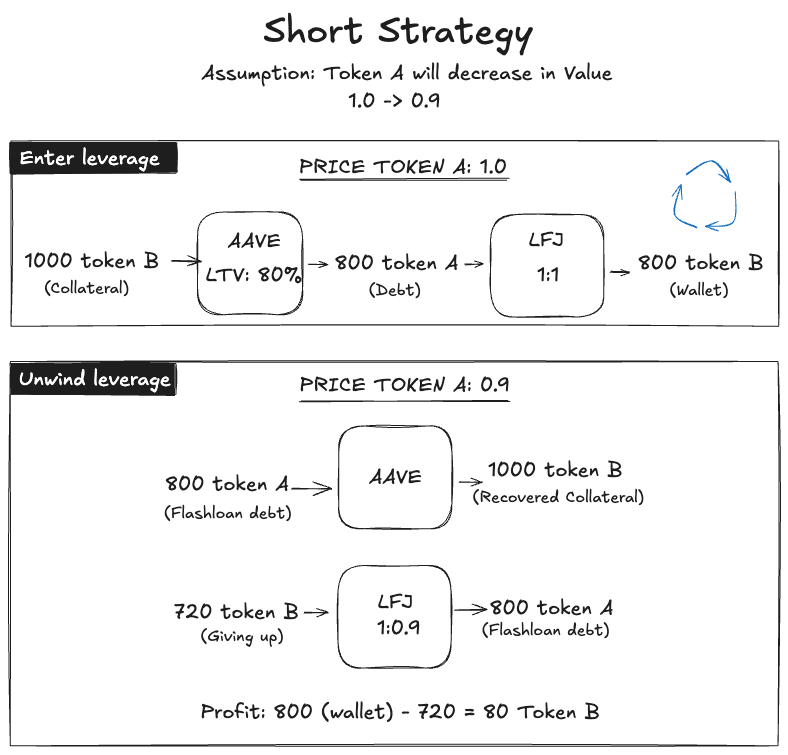 Short Strategy
Assumption: Token A will decrease in Value
1.0 -> 0.9
Enter leverage
PRICE TOKEN A: 1.0
1000 token B
(Collateral)
AAVE
LTV: 80%
800 token A
(Debt)
LFJ
1:1
800 token B
(Wallet)
Unwind leverage
PRICE TOKEN A: 0.9
800 token A
(Flashloan debt)
AAVE
1000 token B
(Recovered Collateral)
720 token B
(Giving up)
LFJ
1:0.9
800 token A
(Flashloan debt)
Profit: 800 (wallet) - 720 = 80 Token B